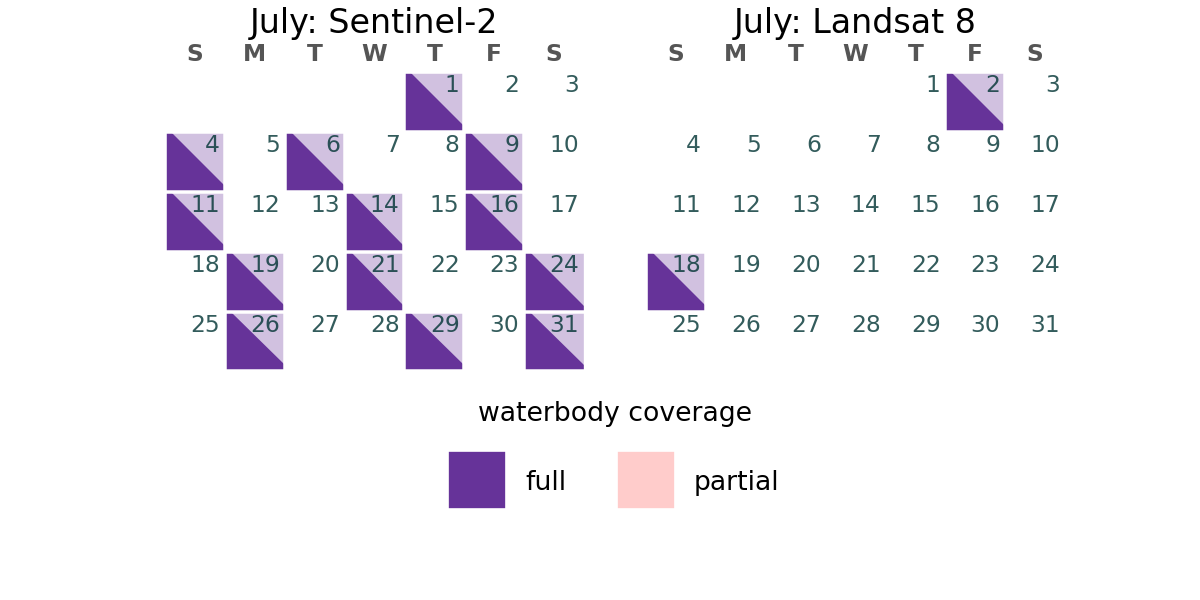 July: Sentinel-2
S M T W T F S
1 2 3
4 5 6 7 8 9 10
11 12 13 14 15 16 17
18 19 20 21 22 23 24
25 26 27 28 29 30 31
July: Landsat 8
S M T W T F S
1 2 3
4 5 6 7 8 9 10
11 12 13 14 15 16 17
18 19 20 21 22 23 24
25 26 27 28 29 30 31
waterbody coverage
full
partial